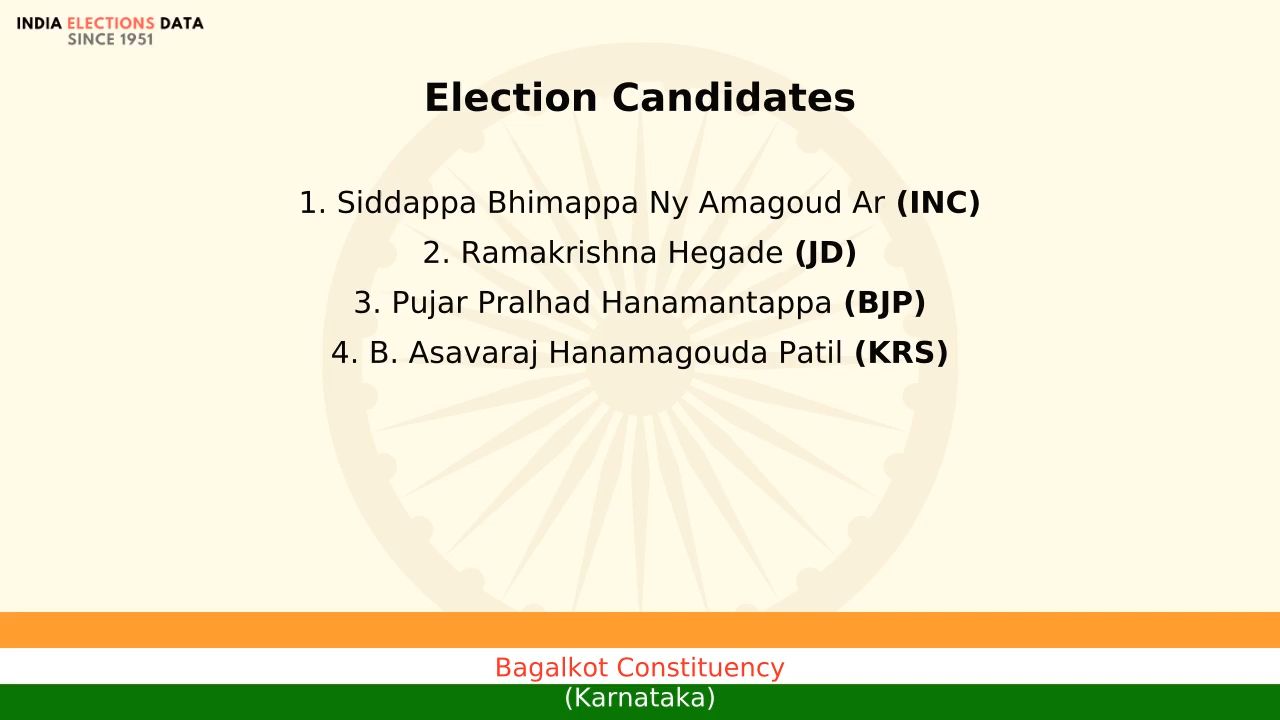 INDIA ELECTIONS DATA
SINCE 1951
Election Candidates
1. Siddappa Bhimappa Ny Amagoud Ar (INC)
2. Ramakrishna Hegade (JD)
3. Pujar Pralhad Hanamantappa (BJP)
4. B. Asavaraj Hanamagouda Patil (KRS)
Bagalkot Constituency
(Karnataka)